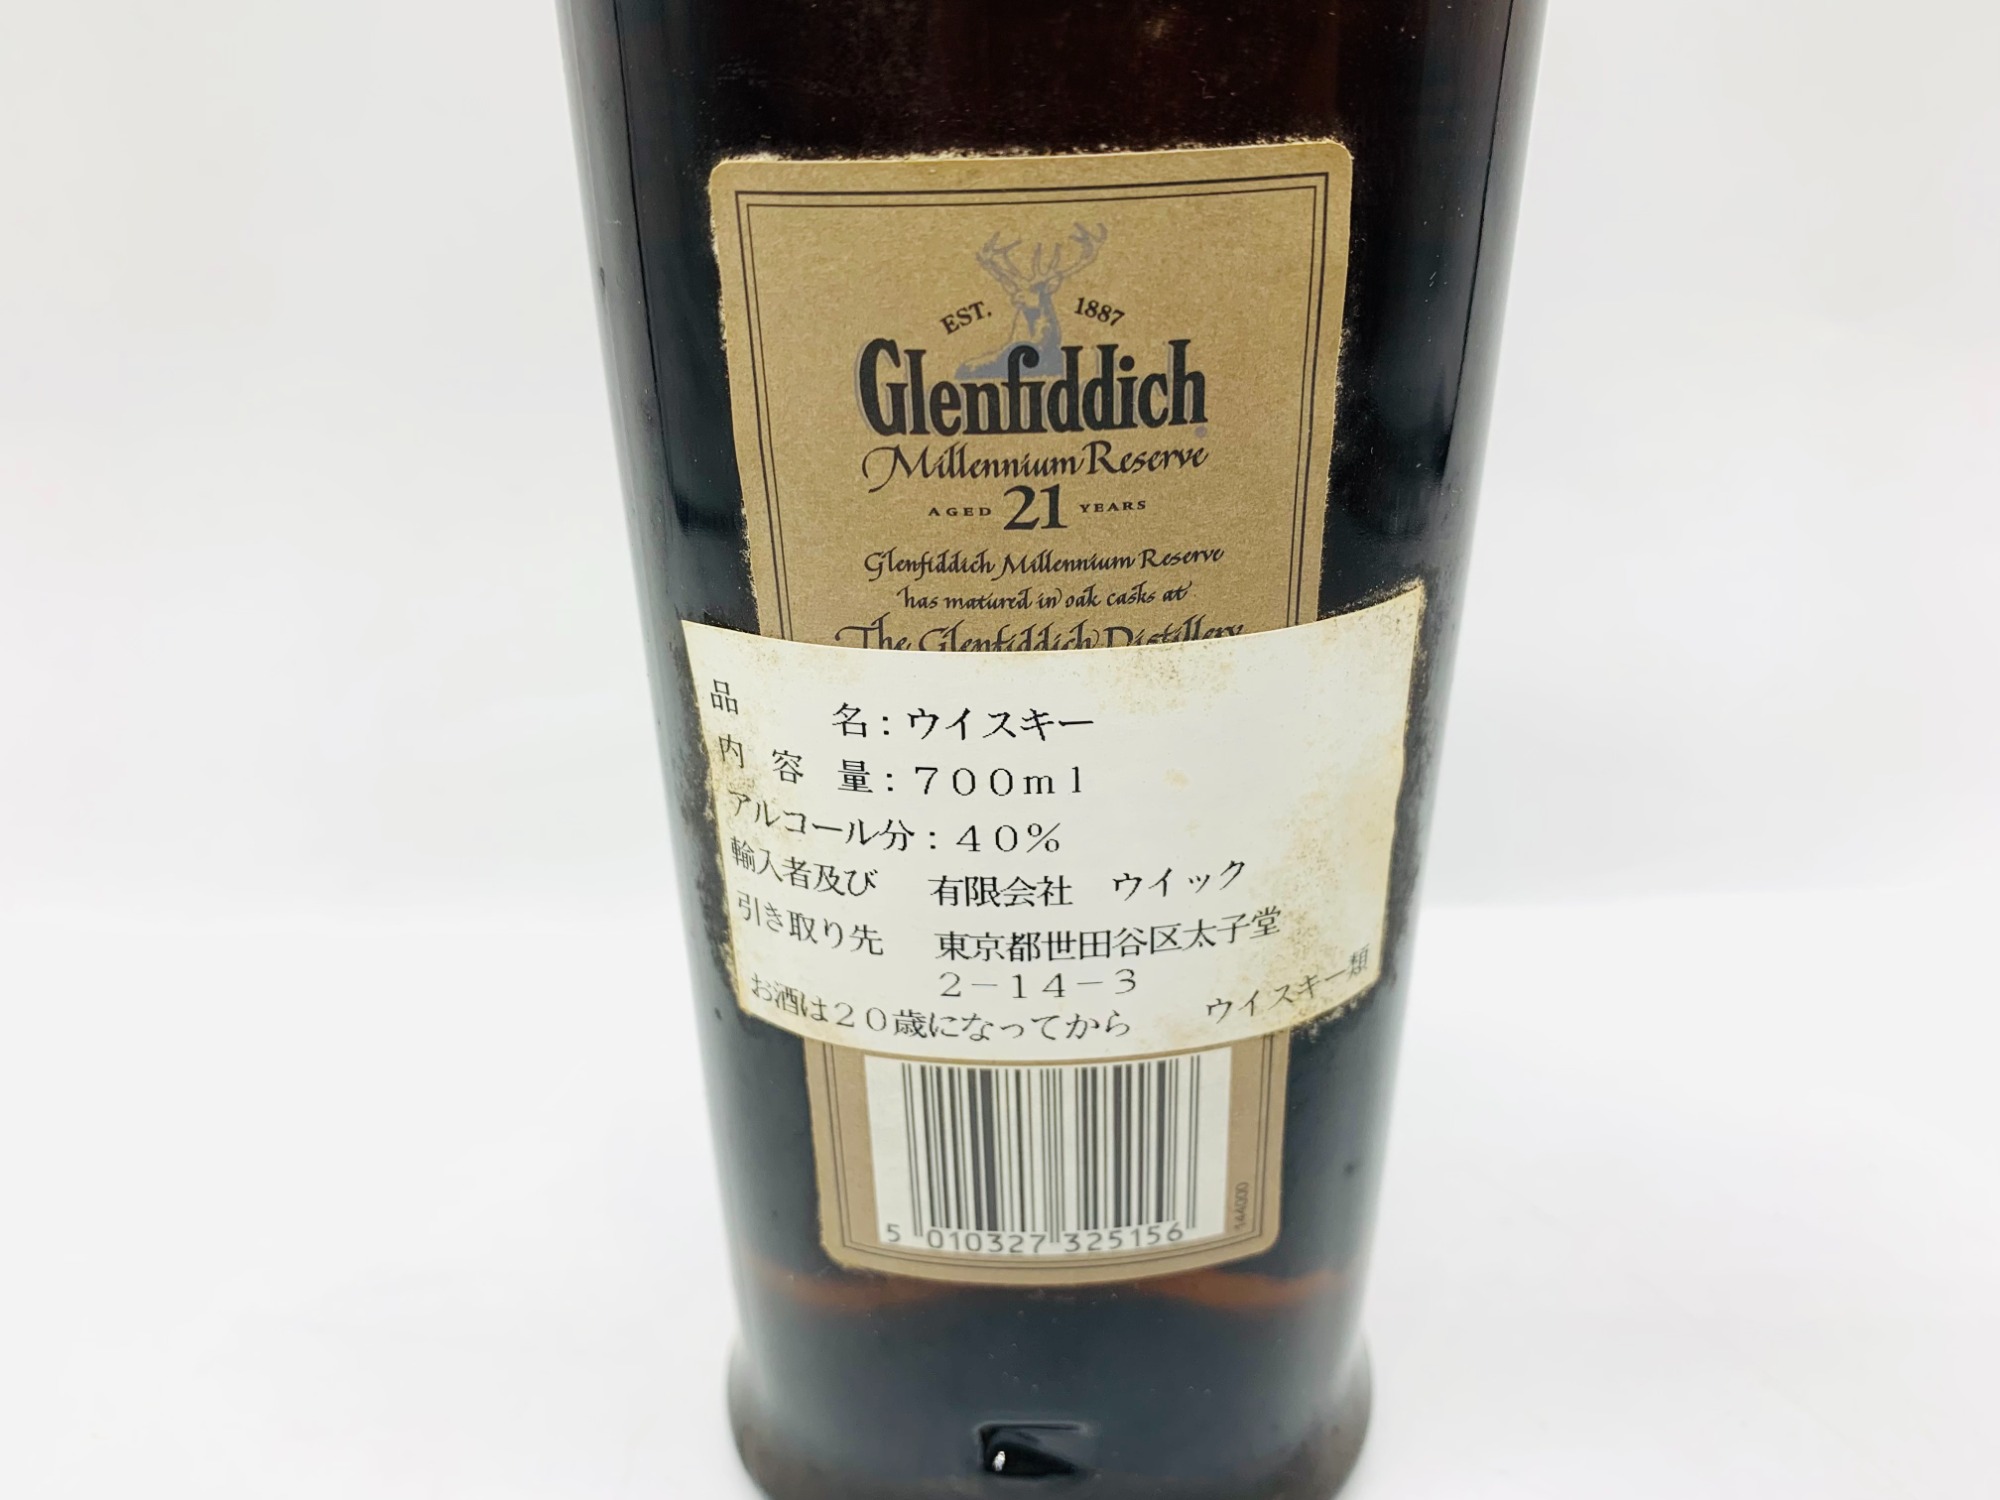 EST. 1887
Glenfiddich
Millennium Reserve
AGED 21 YEARS
Glenfiddich Millennium Reserve
has matured in oak casks at
The Glenfiddich Distillery
品名：ウイスキー
内容量：７００ｍｌ
アルコール分：４０％
輸入者及び 有限会社 ウイック
引き取り先 東京都世田谷区太子堂
２－１４－３
お酒は２０歳になってから ウイスキー類
5 010327 325156
144000